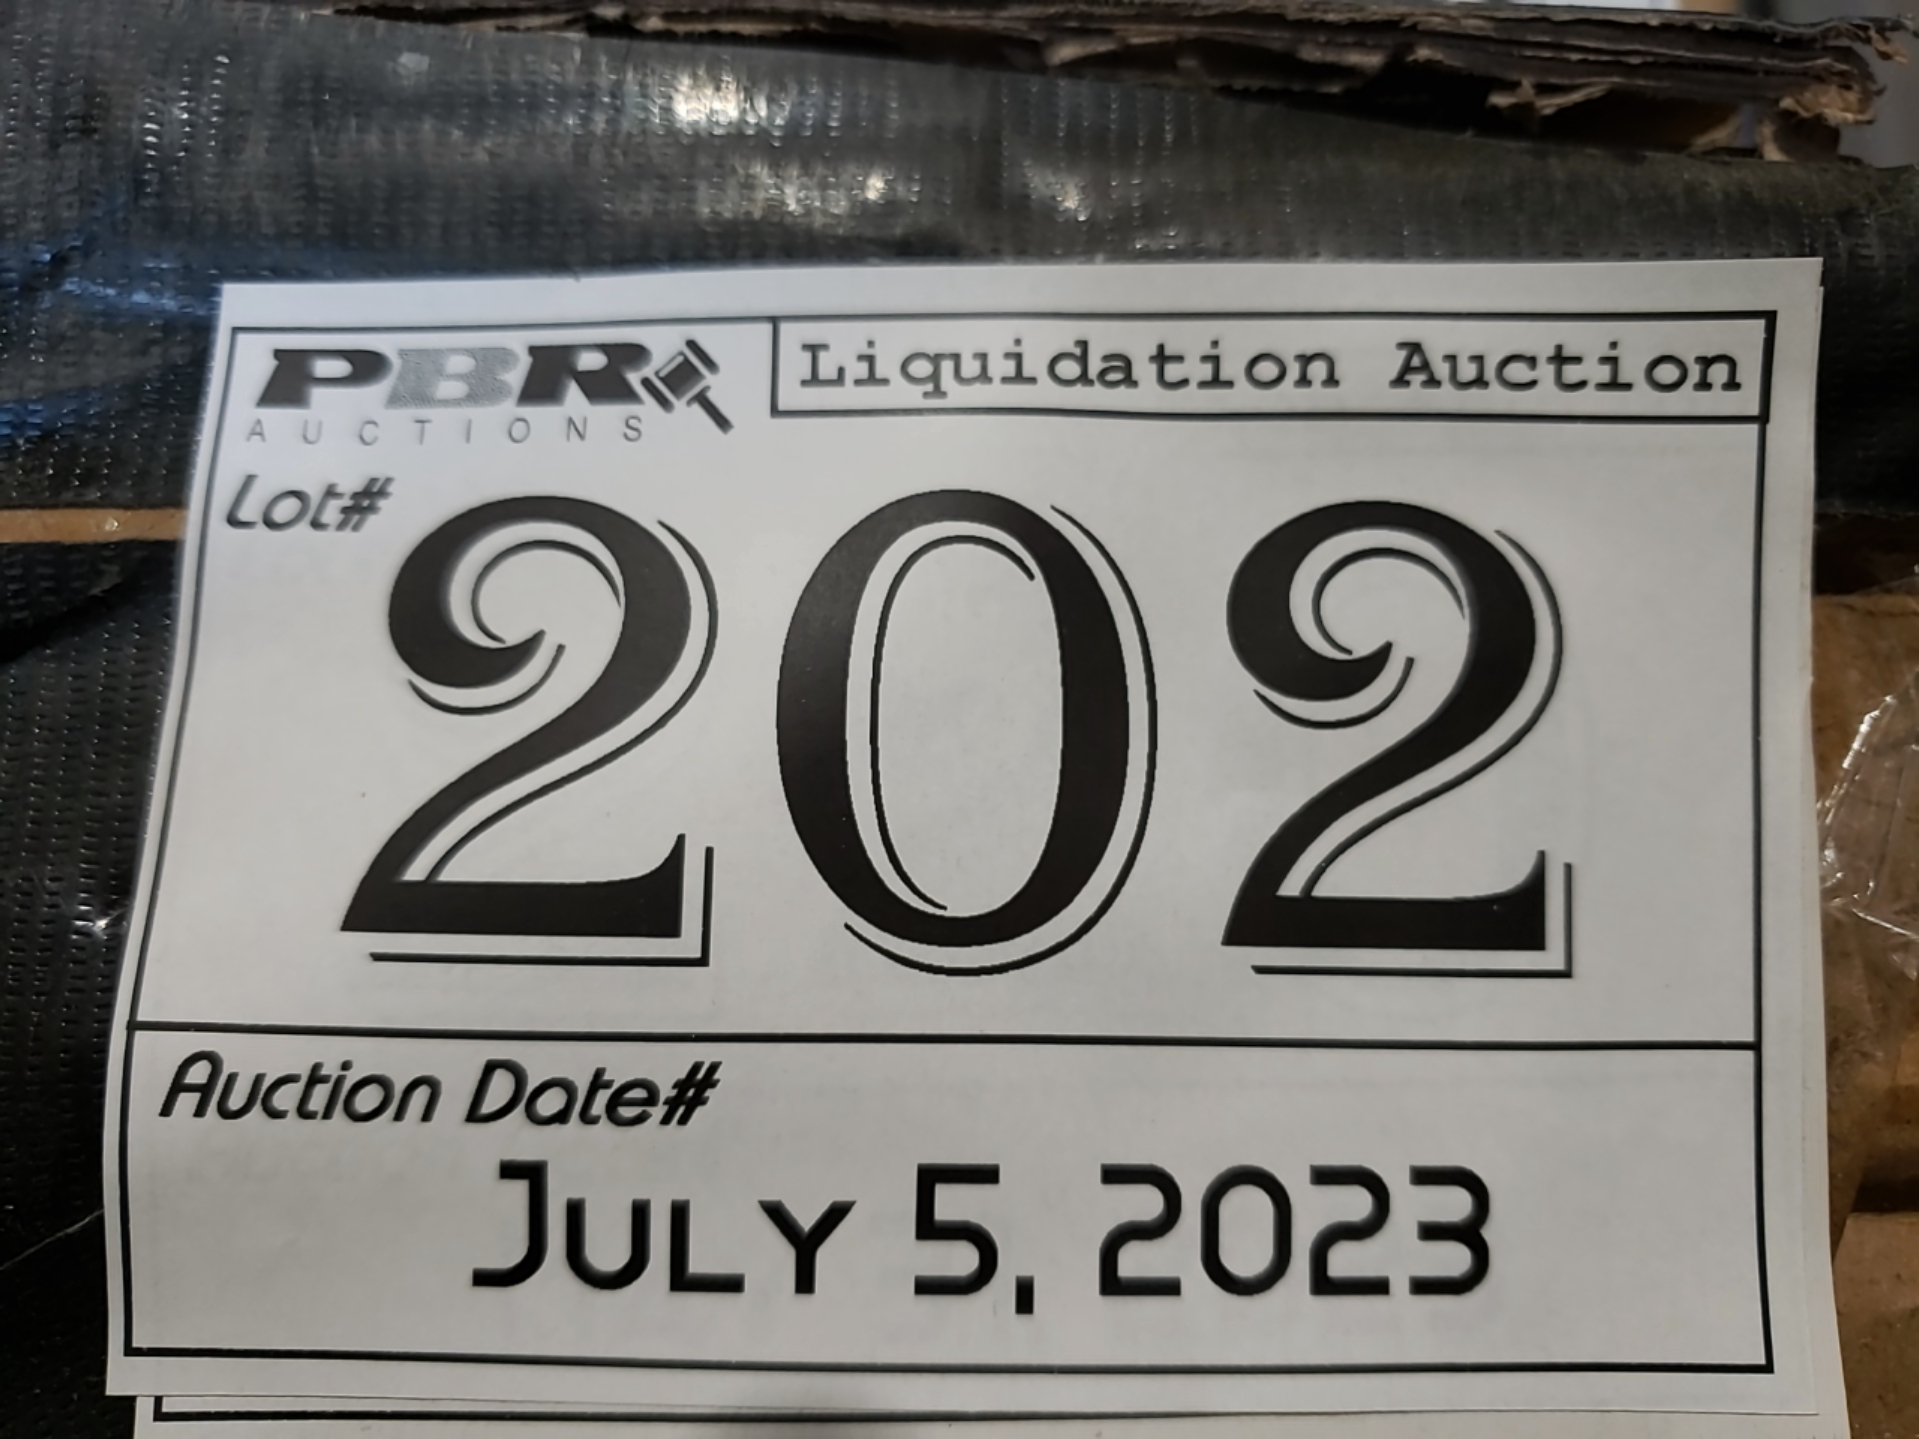 PBR
AUCTIONS
Liquidation Auction
Lot#
202
Auction Date#
JULY 5, 2023